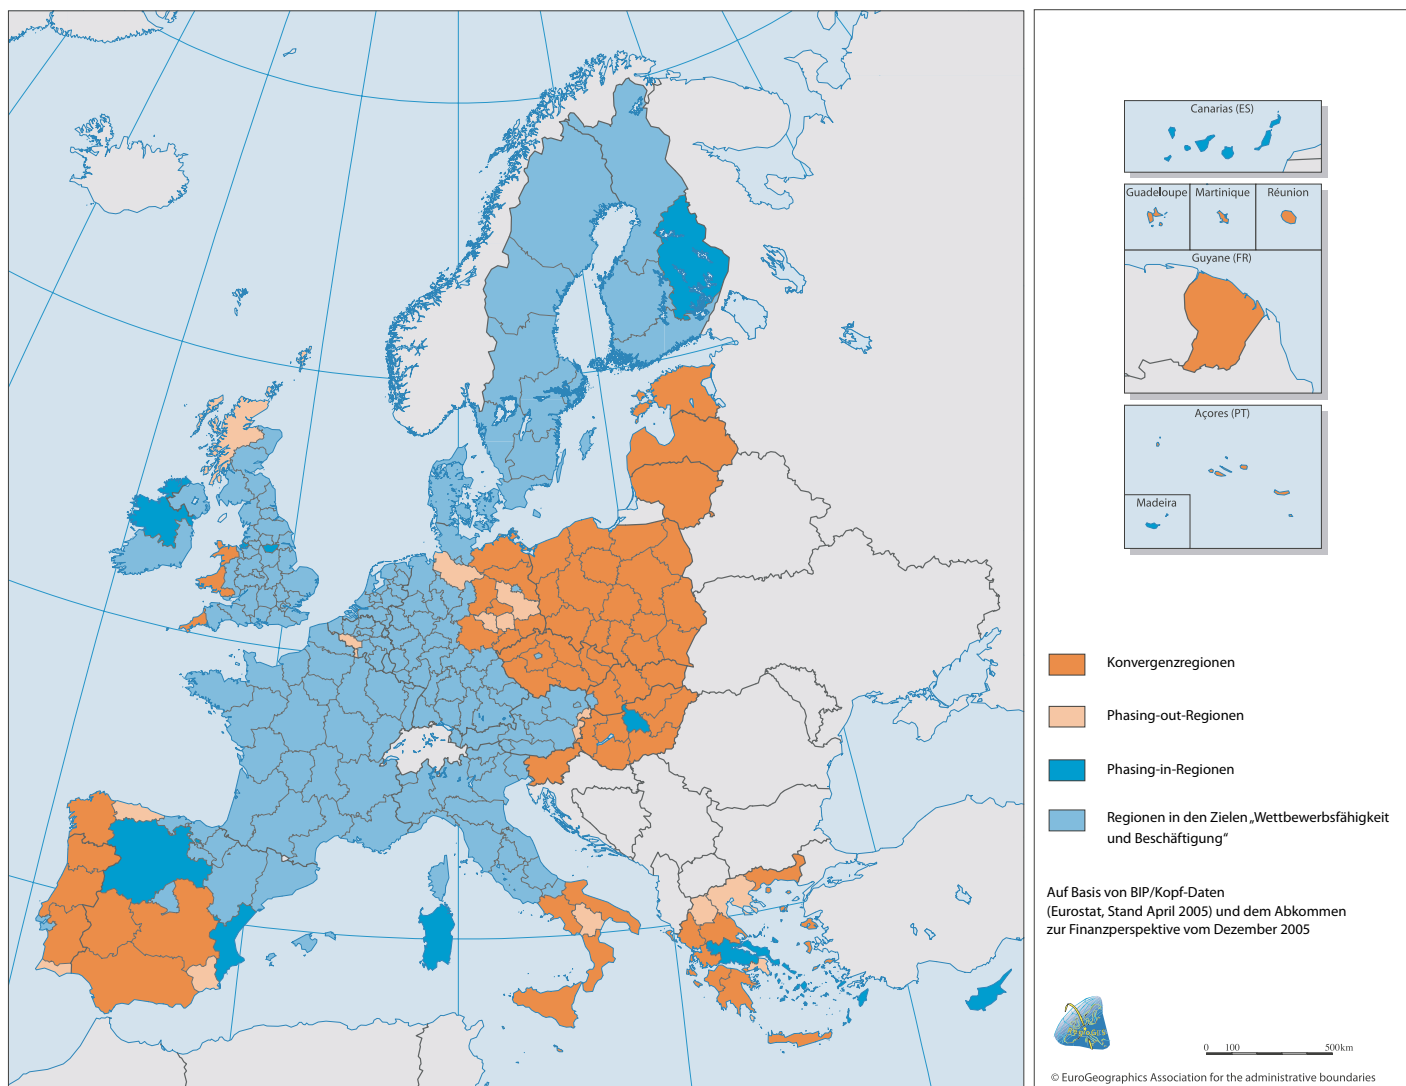 Canarias (ES)
Guadeloupe
Martinique
Réunion
Guyane (FR)
Açores (PT)
Madeira
Konvergenzregionen
Phasing-out-Regionen
Phasing-in-Regionen
Regionen in den Zielen „Wettbewerbsfähigkeit
und Beschäftigung“
Auf Basis von BIP/Kopf-Daten
(Eurostat, Stand April 2005) und dem Abkommen
zur Finanzperspektive vom Dezember 2005
0 100 500km
© EuroGeographics Association for the administrative boundaries